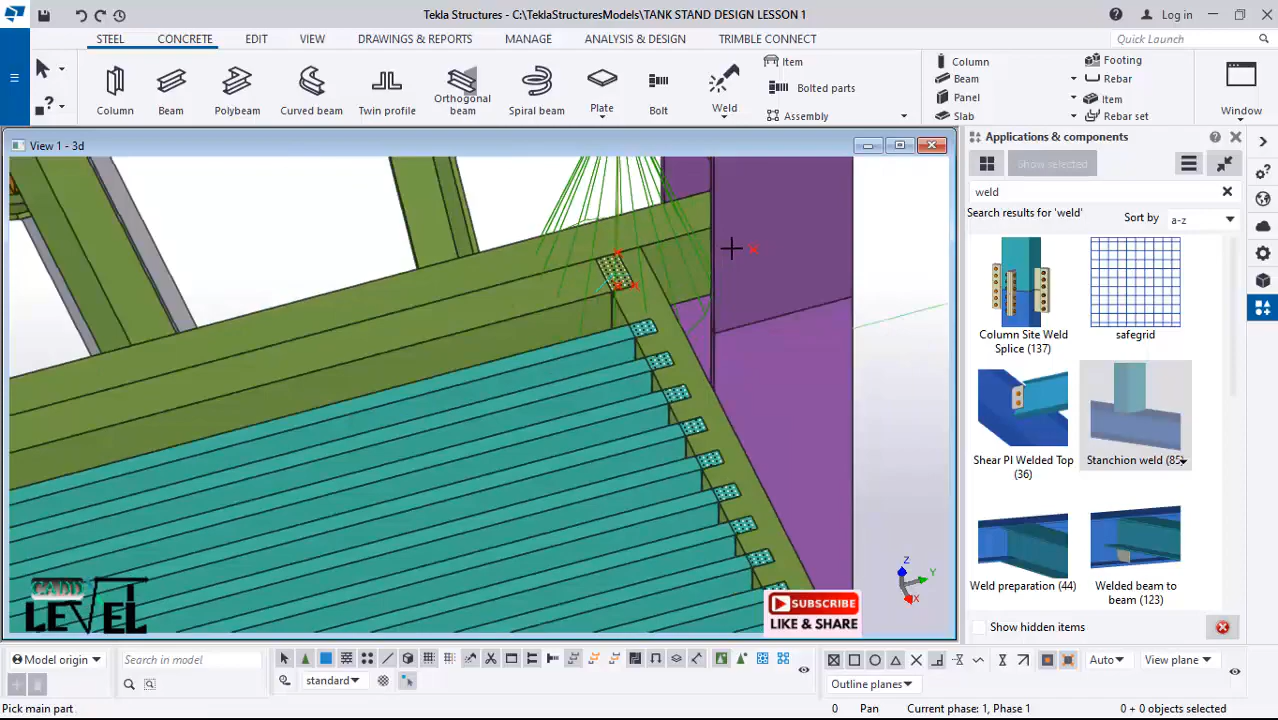 Tekla Structures - C:\TeklaStructuresModels\TANK STAND DESIGN LESSON 1
Log in
STEEL CONCRETE EDIT VIEW DRAWINGS & REPORTS MANAGE ANALYSIS & DESIGN TRIMBLE CONNECT
Quick Launch
Column
Beam
Polybeam
Curved beam
Twin profile
Orthogonal
beam
Spiral beam
Plate
Bolt
Weld
Item
Bolted parts
Assembly
Column
Beam
Panel
Slab
Footing
Rebar
Item
Rebar set
Window
View 1 - 3d
Applications & components
Show selected
weld
Search results for 'weld'
Sort by a-z
Column Site Weld
Splice (137)
safegrid
Shear Pl Welded Top
(36)
Stanchion weld (85)
Weld preparation (44)
Welded beam to
beam (123)
Show hidden items
Z
Y
X
CADD
LEVEL
SUBSCRIBE
LIKE & SHARE
Model origin
Search in model
standard
Auto
View plane
Outline planes
Pick main part
0 Pan Current phase: 1, Phase 1 0 + 0 objects selected